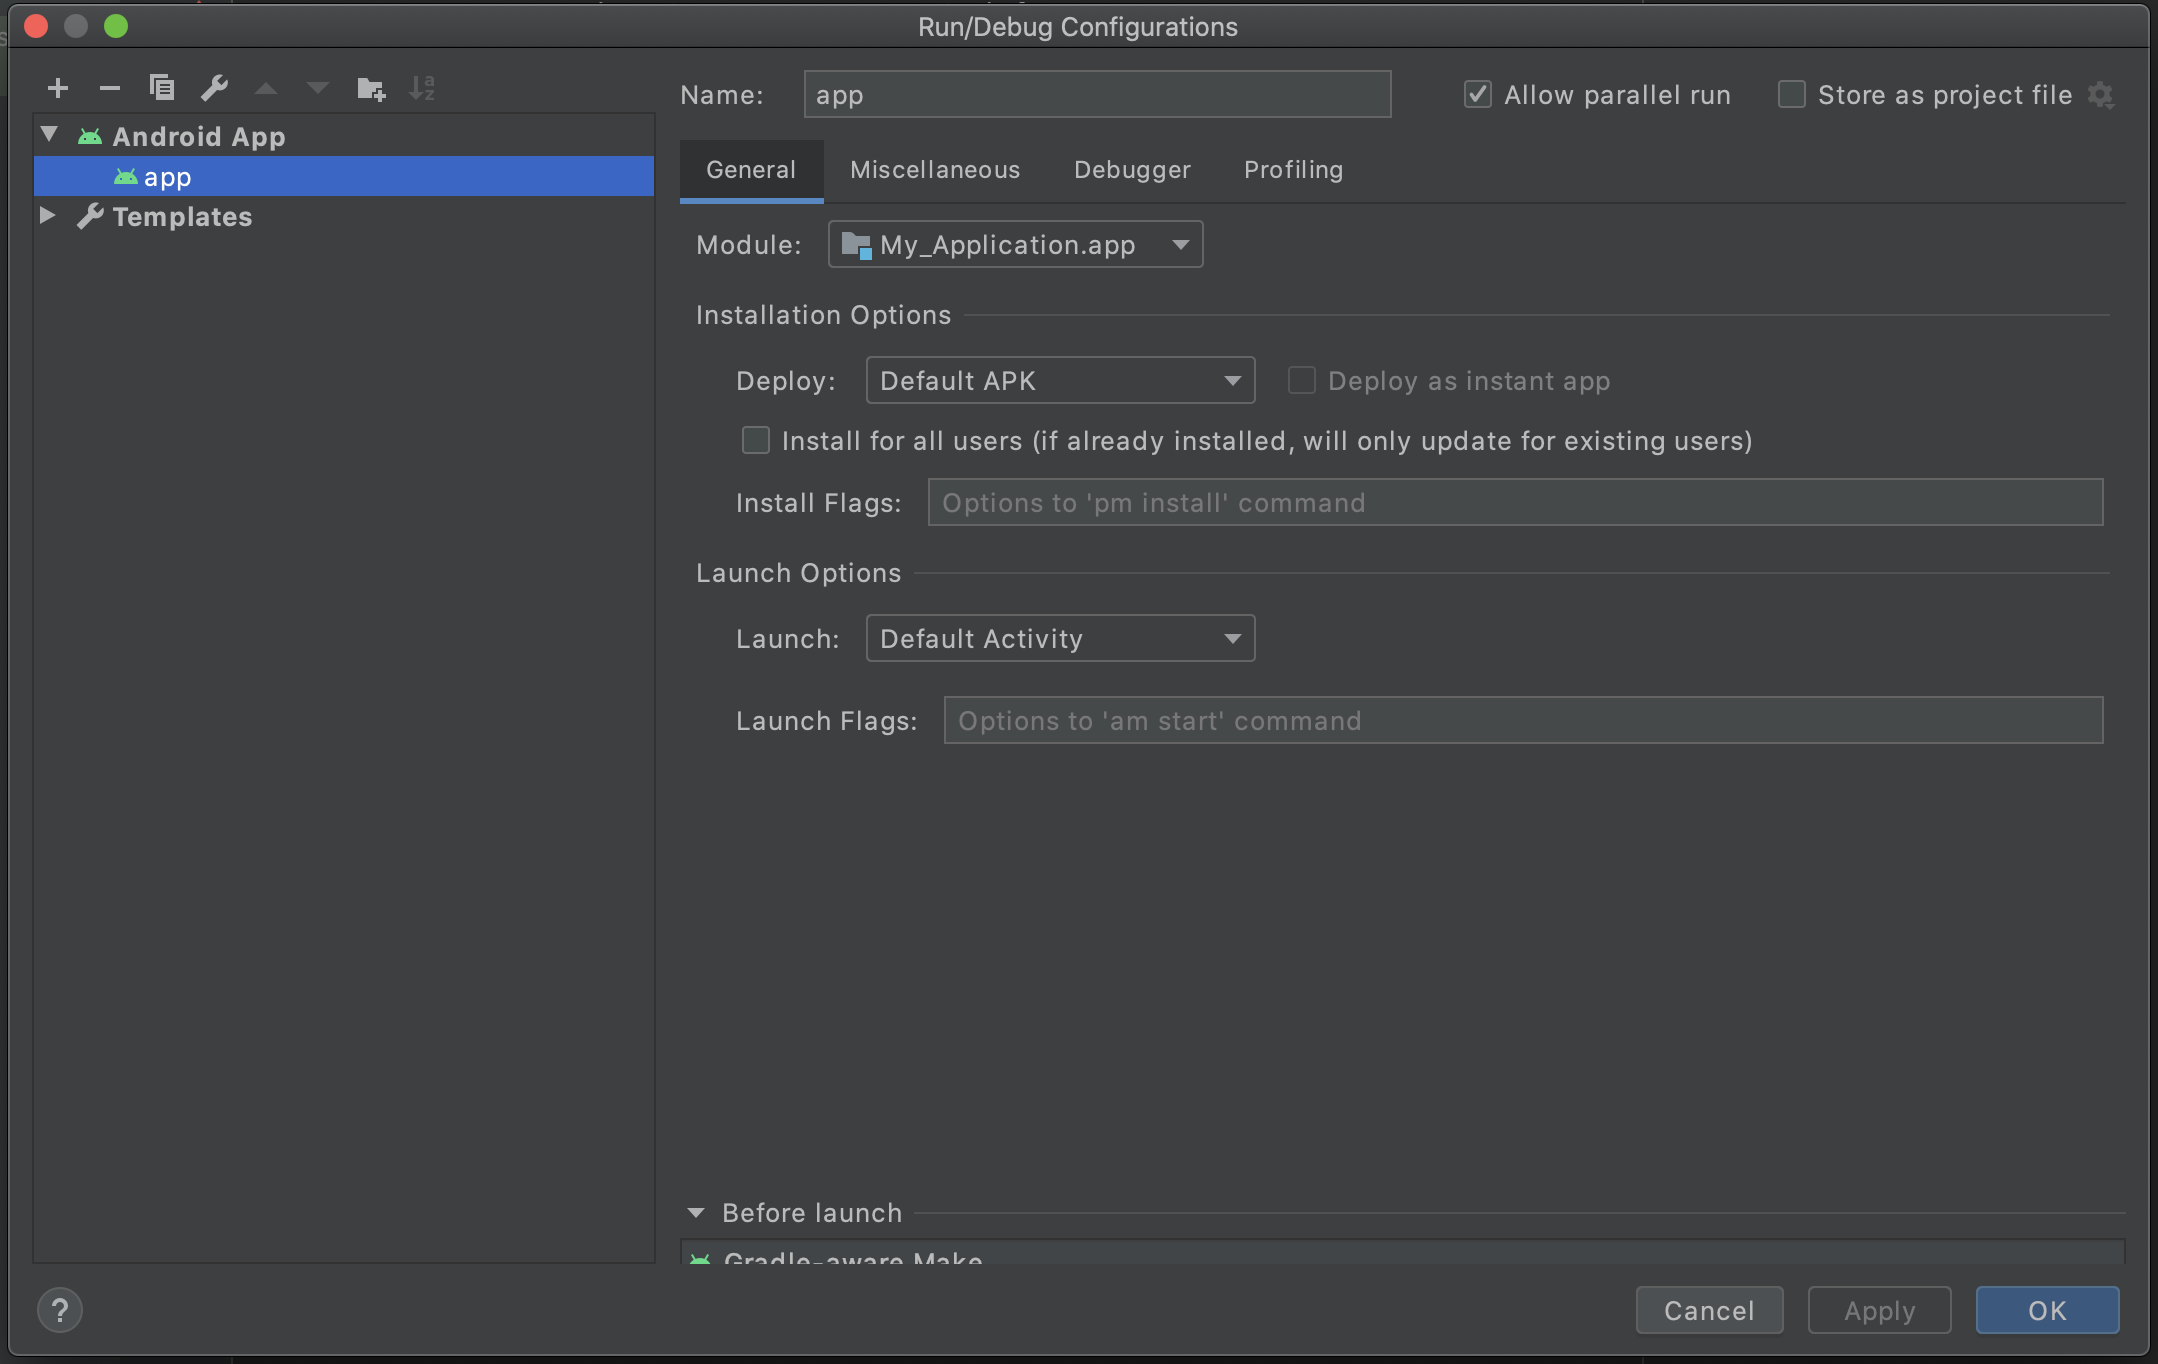 Run/Debug Configurations
Name: app Allow parallel run Store as project file
Android App
app
Templates
General Miscellaneous Debugger Profiling
Module: My_Application.app
Installation Options
Deploy: Default APK Deploy as instant app
Install for all users (if already installed, will only update for existing users)
Install Flags: Options to 'pm install' command
Launch Options
Launch: Default Activity
Launch Flags: Options to 'am start' command
Before launch
Gradle-aware Make
? Cancel Apply OK